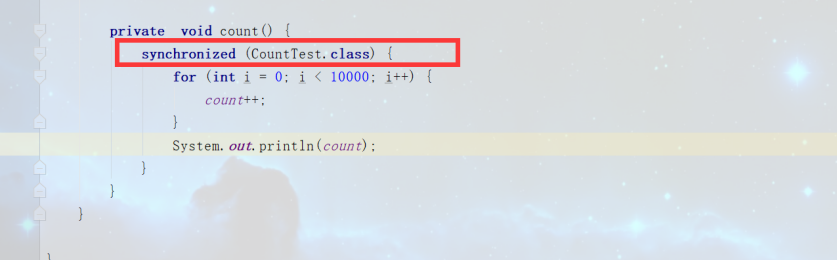 private  void count() {
synchronized (CountTest.class) {
for (int i = 0; i < 10000; i++) {
count++;
}
System.out.println(count);
}
}
}
}